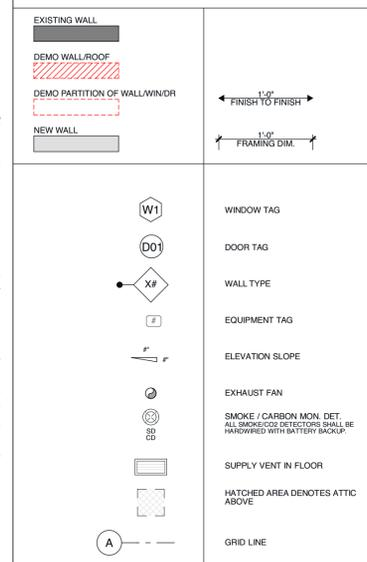 EXISTING WALL
DEMO WALL/ROOF
DEMO PARTITION OF WALL/WIN/DR
NEW WALL
1'-0"
FINISH TO FINISH
1'-0"
FRAMING DIM.
W1
WINDOW TAG
D01
DOOR TAG
X#
WALL TYPE
#
EQUIPMENT TAG
#"
#"
ELEVATION SLOPE
EXHAUST FAN
SD
CD
SMOKE / CARBON MON. DET.
ALL SMOKE/CO2 DETECTORS SHALL BE
HARDWIRED WITH BATTERY BACKUP.
SUPPLY VENT IN FLOOR
HATCHED AREA DENOTES ATTIC
ABOVE
A
GRID LINE